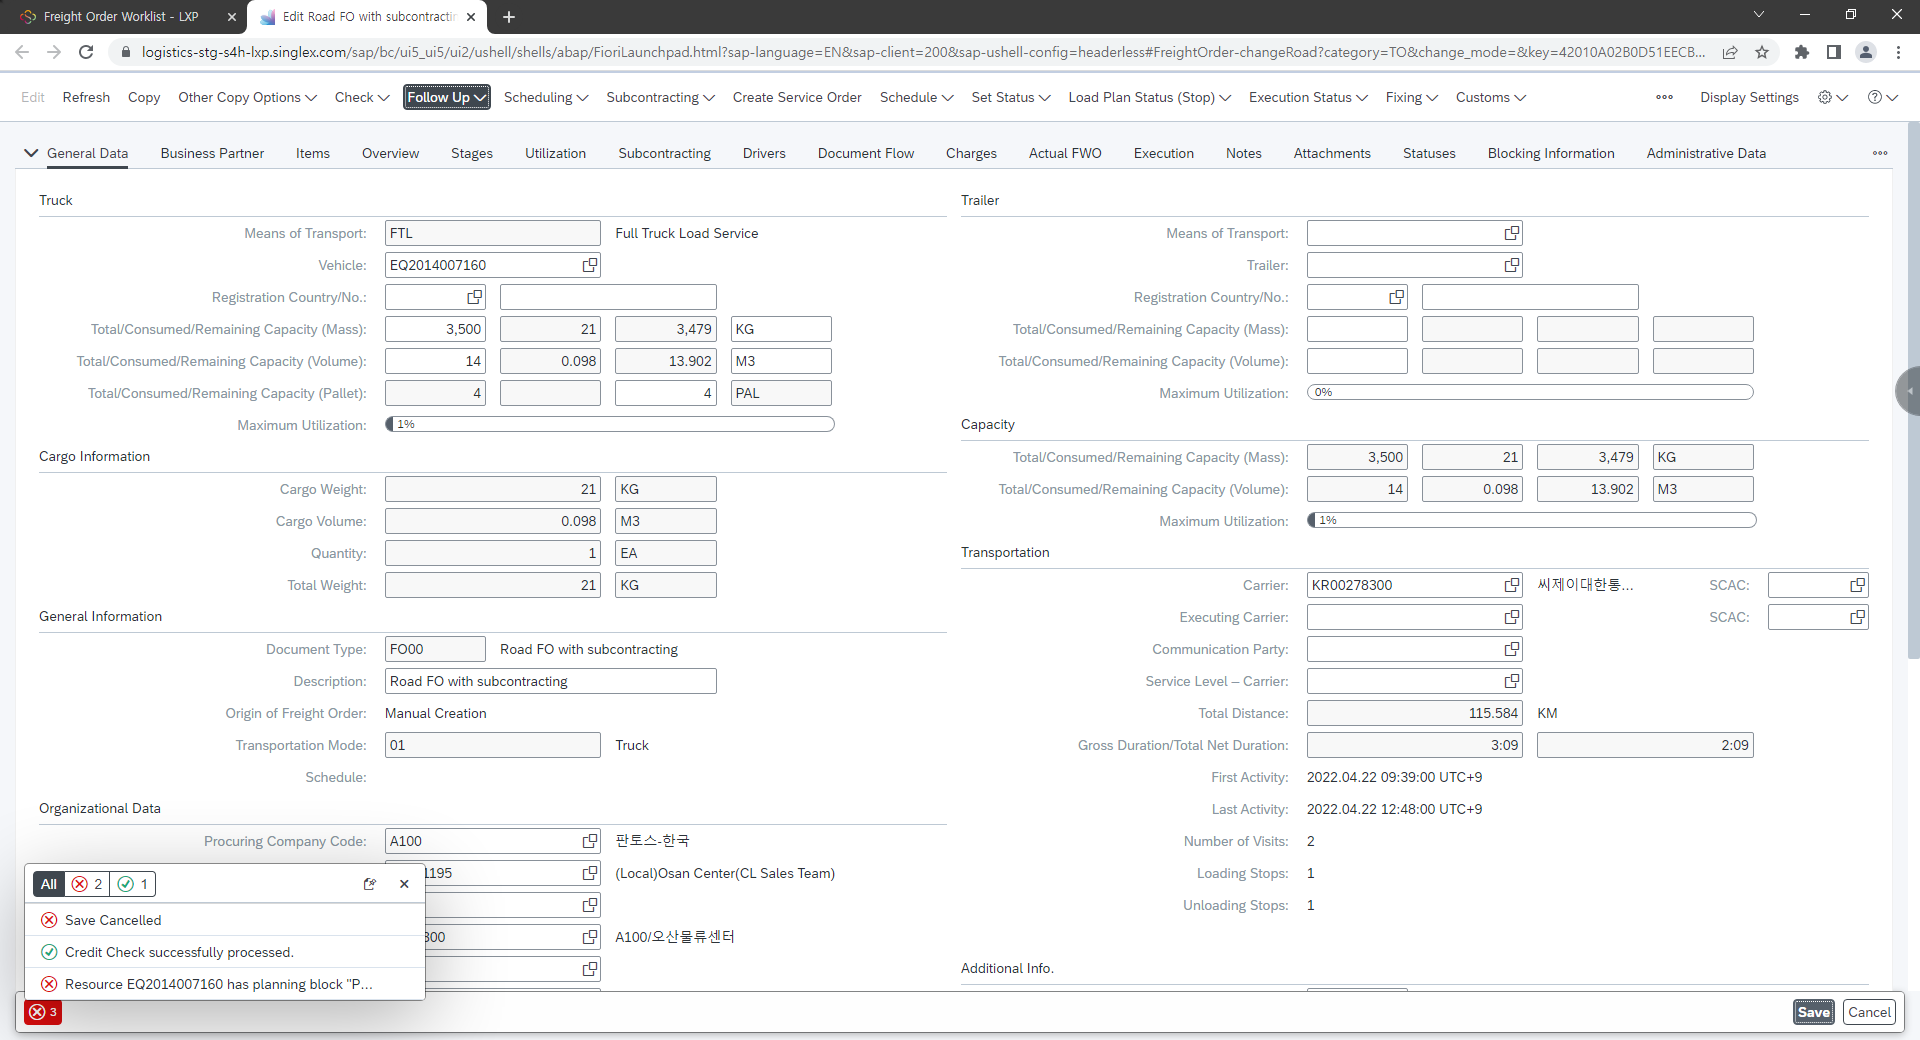 Freight Order Worklist - LXP
Edit Road FO with subcontractin
logistics-stg-s4h-lxp.singlex.com/sap/bc/ui5_ui5/ui2/ushell/shells/abap/FioriLaunchpad.html?sap-language=EN&sap-client=200&sap-ushell-config=headerless#FreightOrder-changeRoad?category=TO&change_mode=&key=42010A02B0D51EECB...
Edit Refresh Copy Other Copy Options Check Follow Up Scheduling Subcontracting Create Service Order Schedule Set Status Load Plan Status (Stop) Execution Status Fixing Customs Display Settings
General Data Business Partner Items Overview Stages Utilization Subcontracting Drivers Document Flow Charges Actual FWO Execution Notes Attachments Statuses Blocking Information Administrative Data
Truck
Means of Transport: FTL Full Truck Load Service
Vehicle: EQ2014007160
Registration Country/No.:
Total/Consumed/Remaining Capacity (Mass): 3,500 21 3,479 KG
Total/Consumed/Remaining Capacity (Volume): 14 0.098 13.902 M3
Total/Consumed/Remaining Capacity (Pallet): 4 4 PAL
Maximum Utilization: 1%
Cargo Information
Cargo Weight: 21 KG
Cargo Volume: 0.098 M3
Quantity: 1 EA
Total Weight: 21 KG
General Information
Document Type: FO00 Road FO with subcontracting
Description: Road FO with subcontracting
Origin of Freight Order: Manual Creation
Transportation Mode: 01 Truck
Schedule:
Organizational Data
Procuring Company Code: A100 판토스-한국
1195 (Local)Osan Center(CL Sales Team)
300 A100/오산물류센터
Trailer
Means of Transport:
Trailer:
Registration Country/No.:
Total/Consumed/Remaining Capacity (Mass):
Total/Consumed/Remaining Capacity (Volume):
Maximum Utilization: 0%
Capacity
Total/Consumed/Remaining Capacity (Mass): 3,500 21 3,479 KG
Total/Consumed/Remaining Capacity (Volume): 14 0.098 13.902 M3
Maximum Utilization: 1%
Transportation
Carrier: KR00278300 씨제이대한통... SCAC:
Executing Carrier: SCAC:
Communication Party:
Service Level – Carrier:
Total Distance: 115.584 KM
Gross Duration/Total Net Duration: 3:09 2:09
First Activity: 2022.04.22 09:39:00 UTC+9
Last Activity: 2022.04.22 12:48:00 UTC+9
Number of Visits: 2
Loading Stops: 1
Unloading Stops: 1
Additional Info.
All 2 1
Save Cancelled
Credit Check successfully processed.
Resource EQ2014007160 has planning block "P...
3
Save Cancel